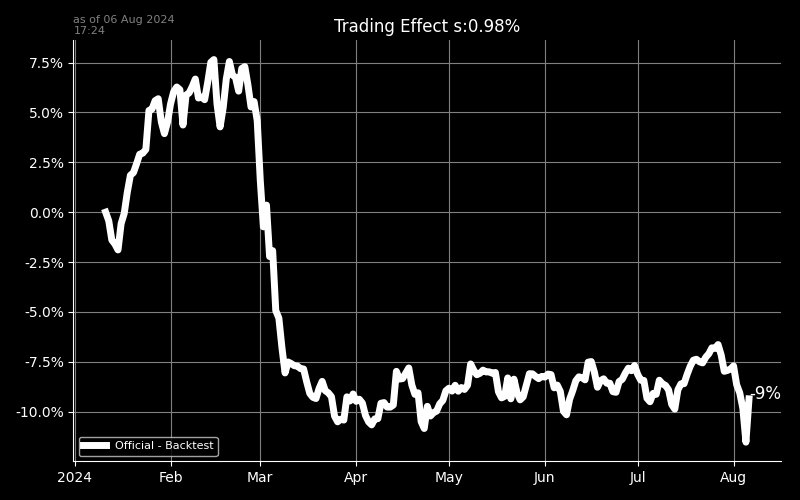 as of 06 Aug 2024
17:24
Trading Effect s:0.98%
7.5%
5.0%
2.5%
0.0%
-2.5%
-5.0%
-7.5%
-10.0%
-9%
Official - Backtest
2024 Feb Mar Apr May Jun Jul Aug